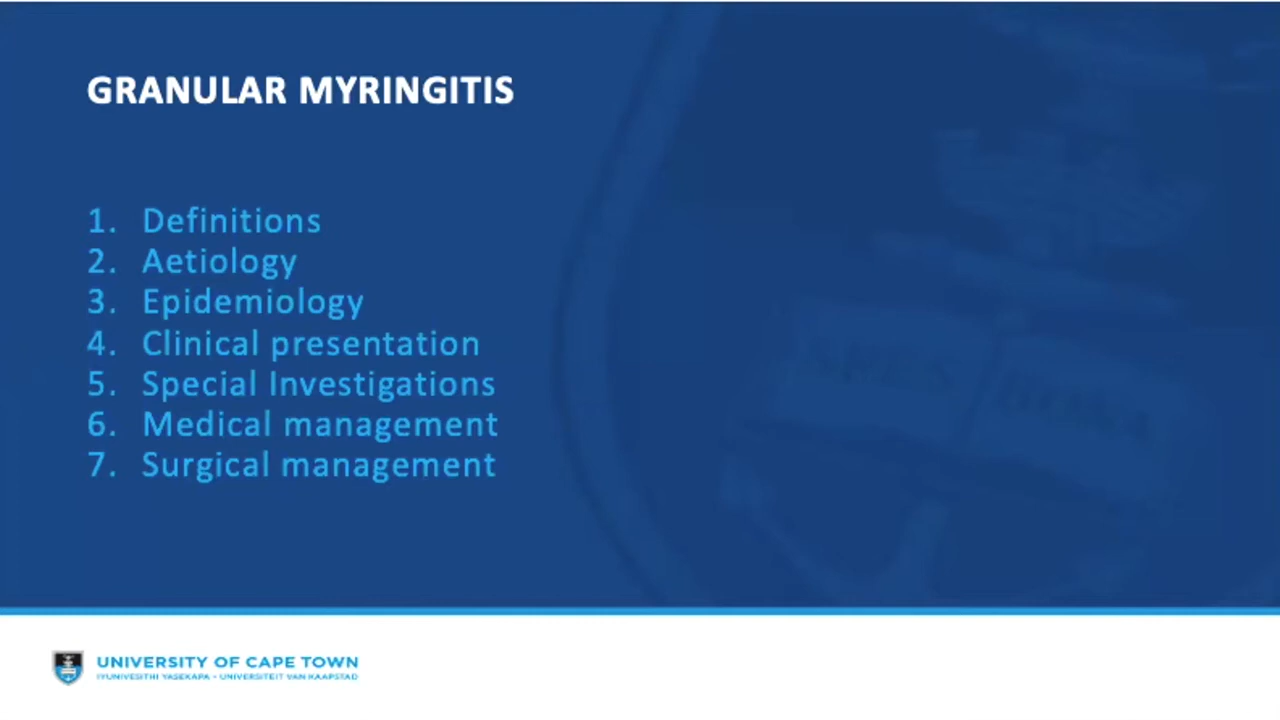 GRANULAR MYRINGITIS
1. Definitions
2. Aetiology
3. Epidemiology
4. Clinical presentation
5. Special Investigations
6. Medical management
7. Surgical management
UNIVERSITY OF CAPE TOWN
IYUNIVESITHI YASEKAPA • UNIVERSITEIT VAN KAAPSTAD